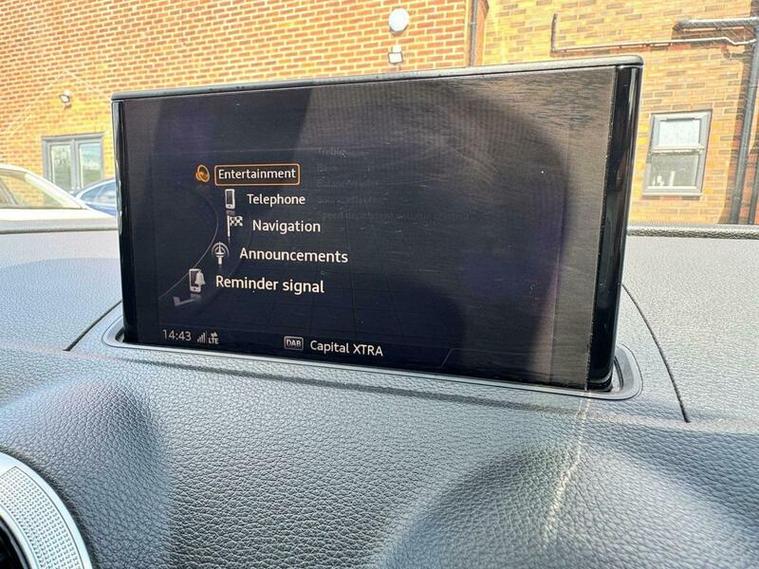 Entertainment
Telephone
Navigation
Announcements
Reminder signal
14:43 LTE
DAB Capital XTRA